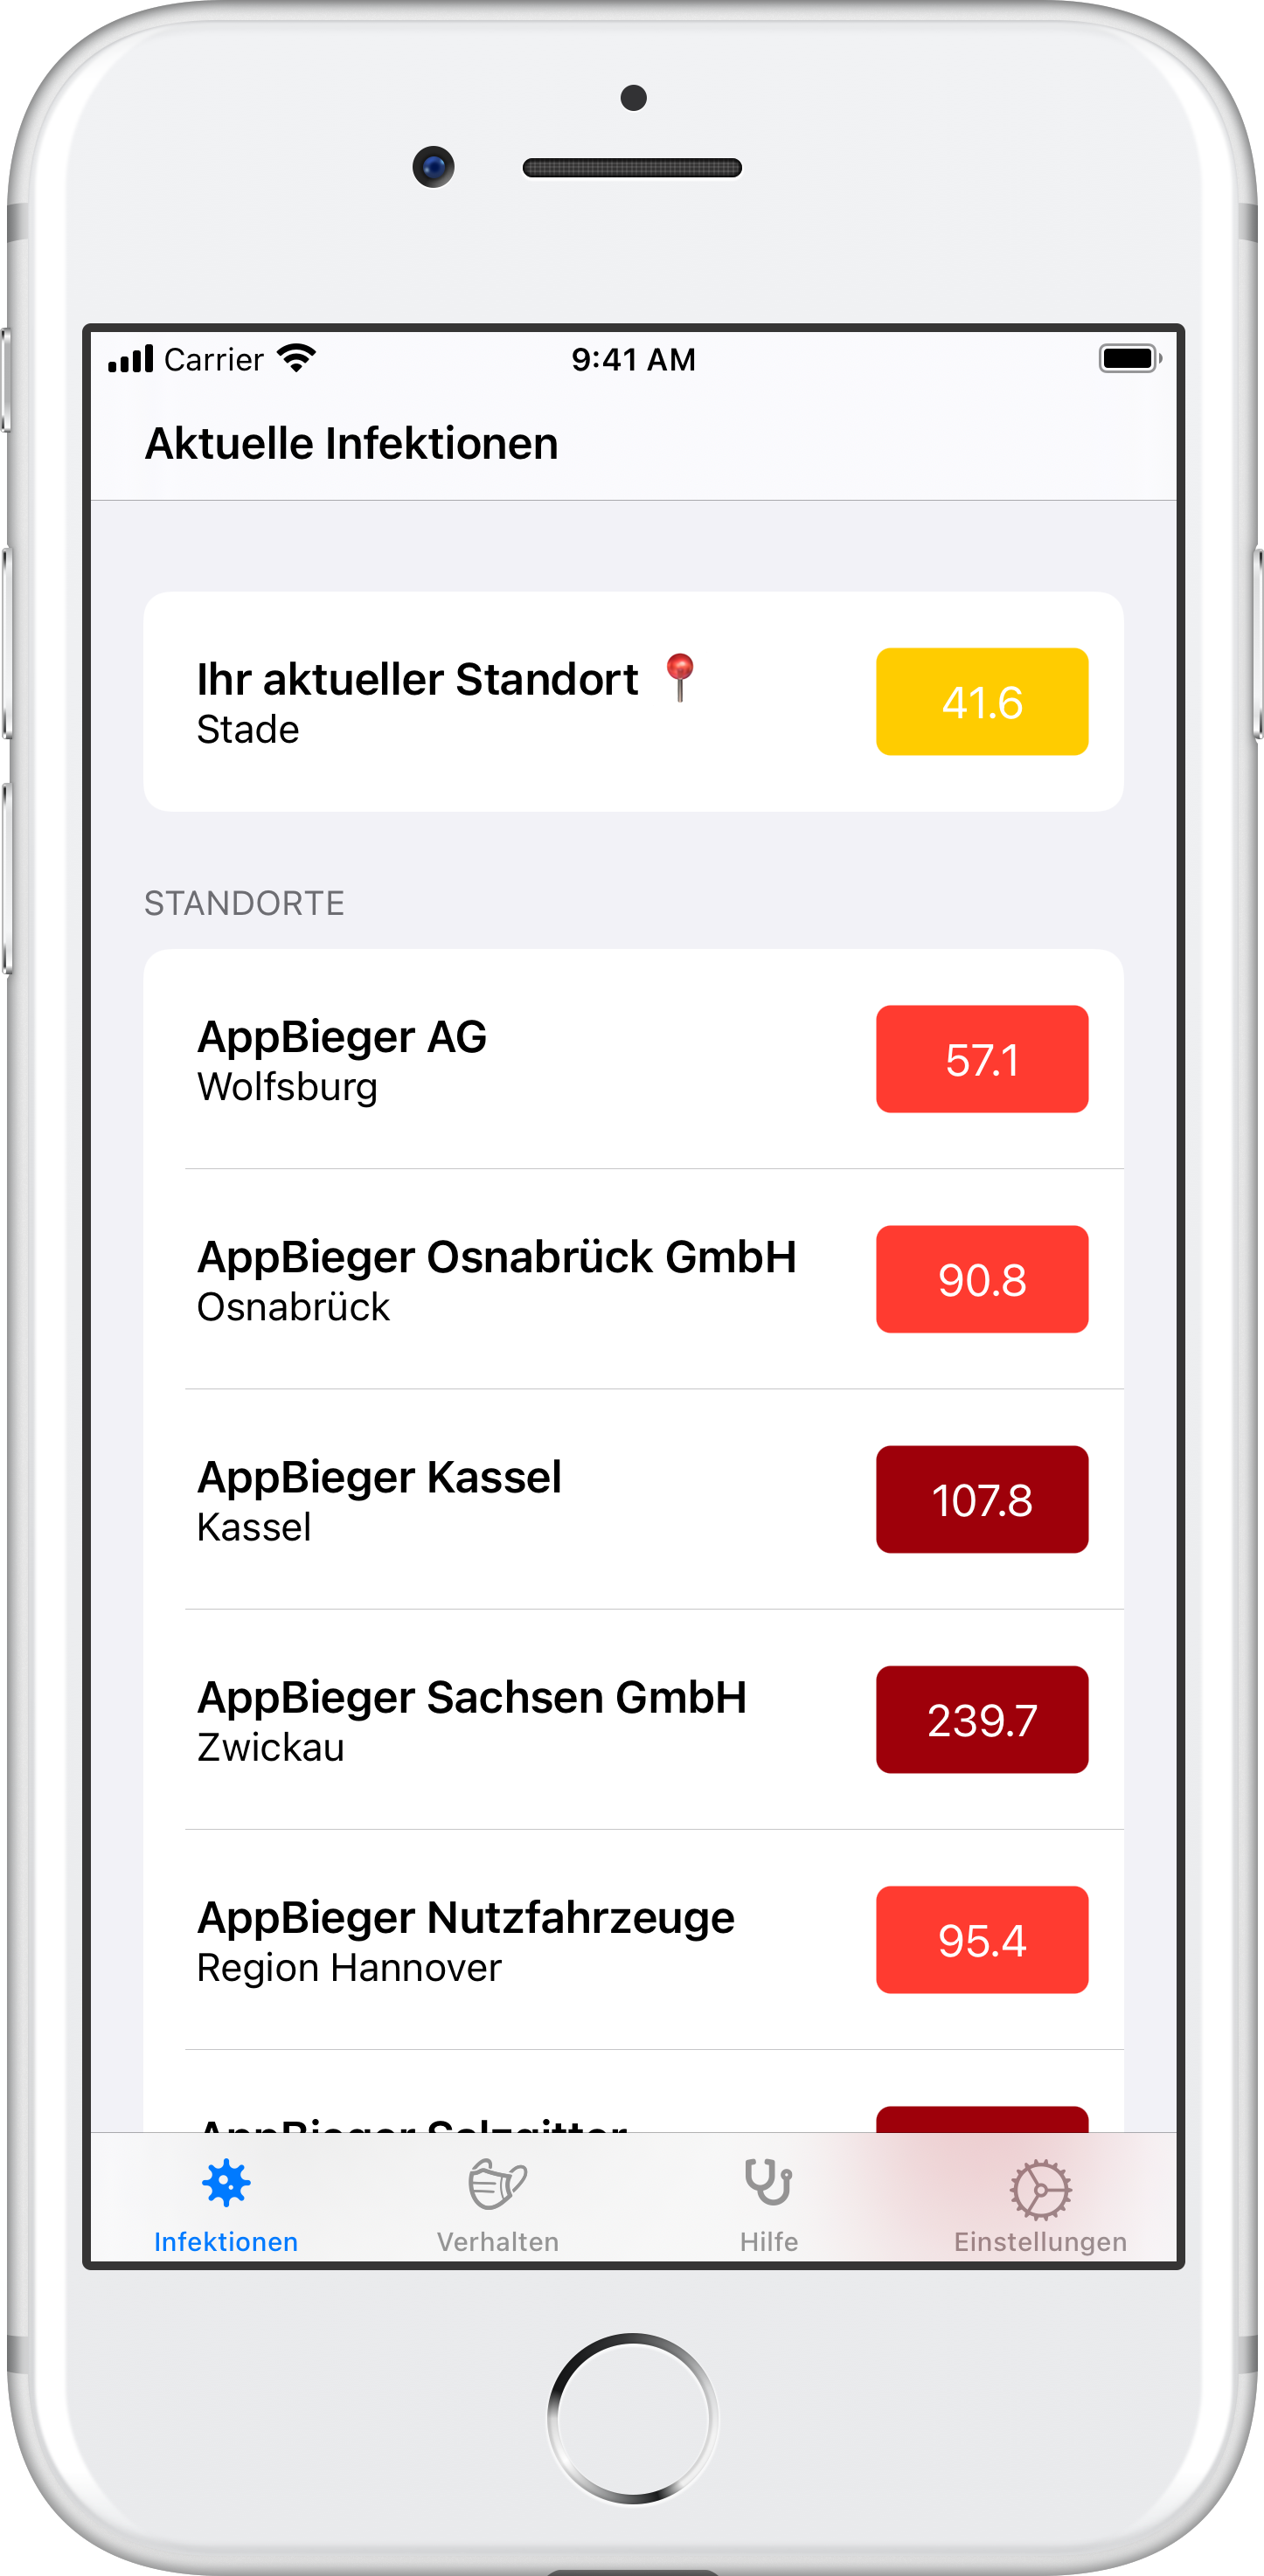 Carrier 9:41 AM
Aktuelle Infektionen
Ihr aktueller Standort
Stade
41.6
STANDORTE
AppBieger AG
Wolfsburg
57.1
AppBieger Osnabrück GmbH
Osnabrück
90.8
AppBieger Kassel
Kassel
107.8
AppBieger Sachsen GmbH
Zwickau
239.7
AppBieger Nutzfahrzeuge
Region Hannover
95.4
AppBieger Salzgitter
Infektionen Verhalten Hilfe Einstellungen